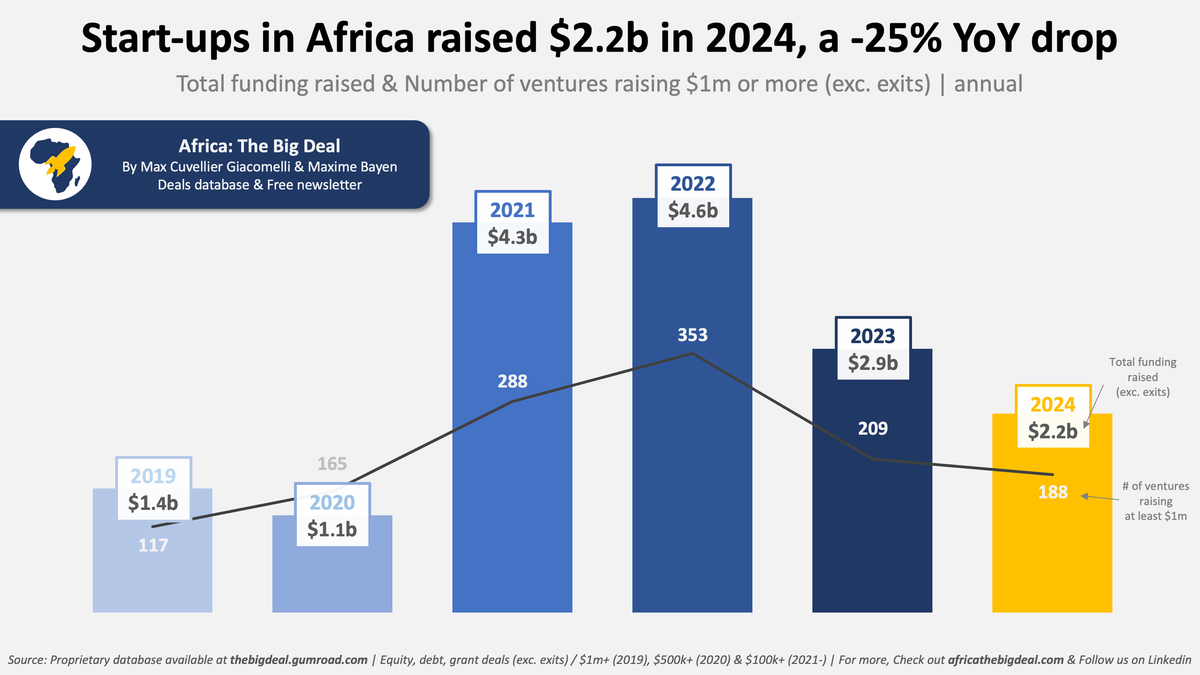 Start-ups in Africa raised $2.2b in 2024, a -25% YoY drop
Total funding raised & Number of ventures raising $1m or more (exc. exits) | annual
Africa: The Big Deal
By Max Cuvellier Giacomelli & Maxime Bayen
Deals database & Free newsletter
2019
$1.4b
117
165
2020
$1.1b
2021
$4.3b
288
2022
$4.6b
353
2023
$2.9b
209
2024
$2.2b
188
Total funding
raised
(exc. exits)
# of ventures
raising
at least $1m
Source: Proprietary database available at thebigdeal.gumroad.com | Equity, debt, grant deals (exc. exits) / $1m+ (2019), $500k+ (2020) & $100k+ (2021-) | For more, Check out africathebigdeal.com & Follow us on Linkedin